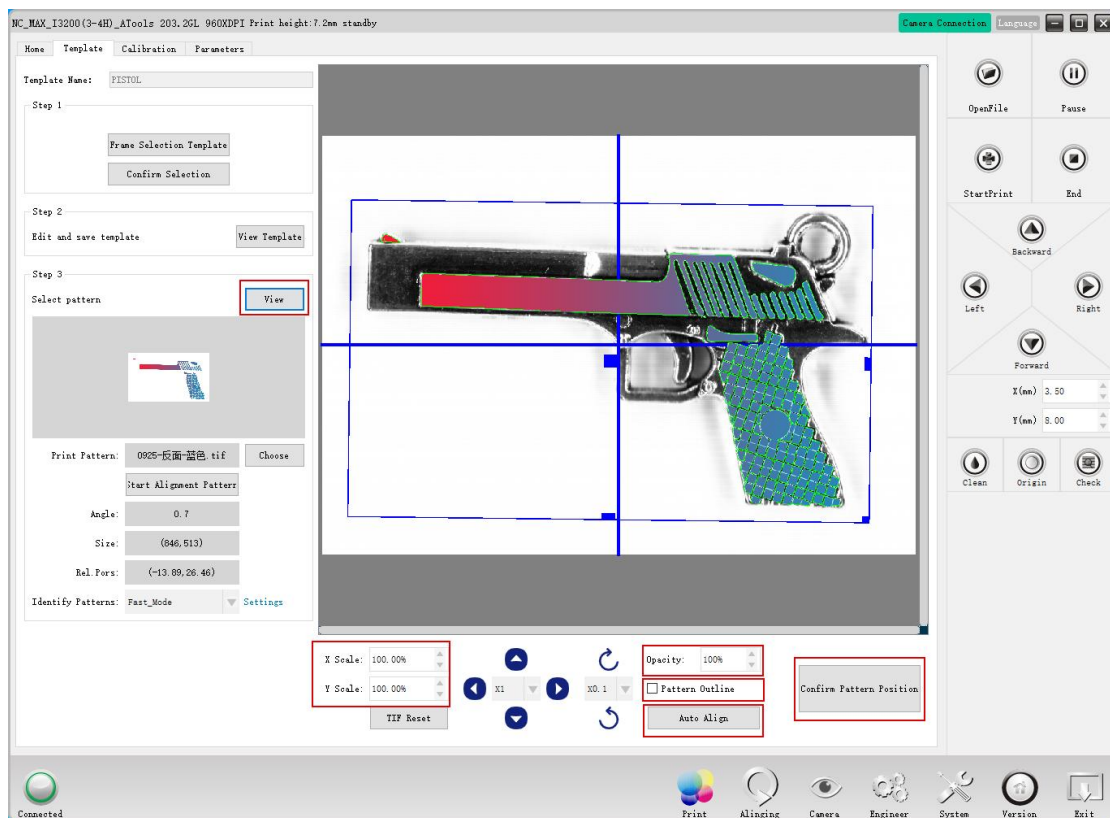 NC_MAX_I3200(3-4H)_ATools 203.2GL 960XDPI Print height:7.2mm standby
Camera Connection
Language
Home Template Calibration Parameters
Template Name: PISTOL
Step 1
Frame Selection Template
Confirm Selection
Step 2
Edit and save template
View Template
Step 3
Select pattern
View
Print Pattern: 0925-反面-蓝色.tif Choose
Start Alignment Pattern
Angle: 0.7
Size: (846,513)
Rel.Pors: (-13.89,26.46)
Identify Patterns: Fast_Mode Settings
X Scale: 100.00%
Y Scale: 100.00%
TIF Reset
X1
X0.1
Opacity: 100%
Pattern Outline
Auto Align
Confirm Pattern Position
OpenFile Pause
StartPrint End
Backward
Left Right
Forward
X(mm) 3.50
Y(mm) 8.00
Clean Origin Check
Connected
Print Alinging Camera Engineer System Version Exit